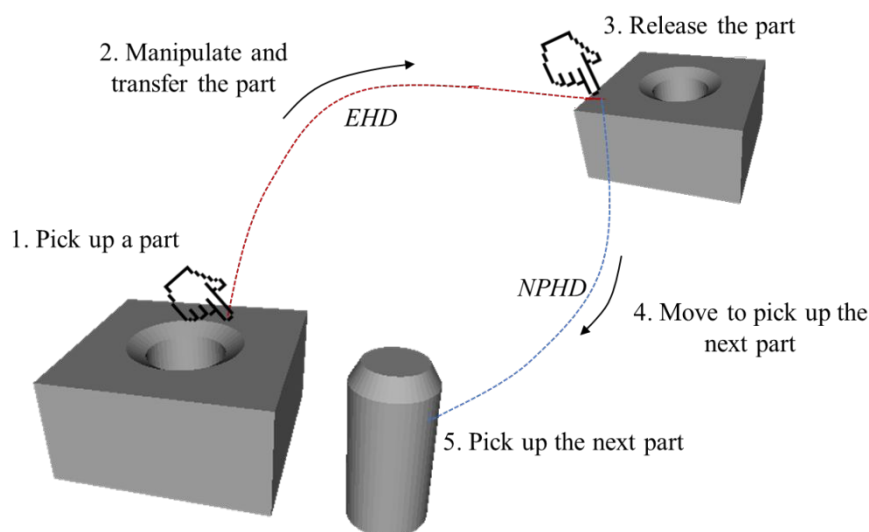 1. Pick up a part
2. Manipulate and
transfer the part
EHD
3. Release the part
NPHD
4. Move to pick up the
next part
5. Pick up the next part